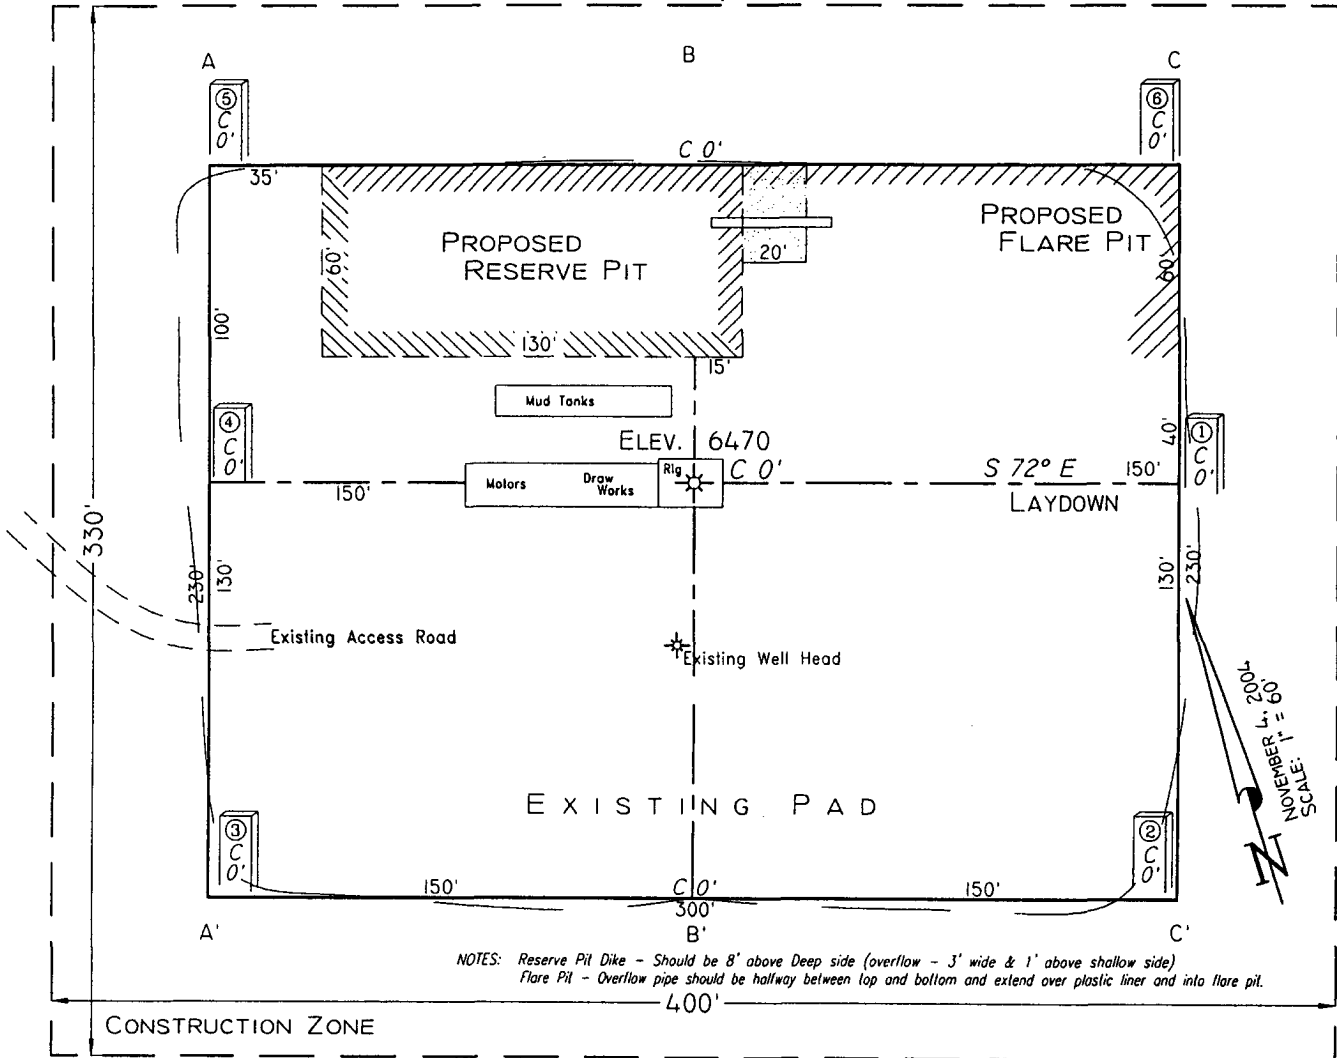 A
B
C
⑤
C
0'
⑥
C
0'
C 0'
35'
PROPOSED
RESERVE PIT
60'
130'
20'
15'
PROPOSED
FLARE PIT
60'
100'
Mud Tanks
④
C
0'
①
C
0'
40'
ELEV. 6470
Rig
C 0'
S 72° E
150'
150'
Motors
Draw
Works
LAYDOWN
330'
230'
130'
130'
230'
Existing Access Road
Existing Well Head
NOVEMBER 4, 2004
SCALE: 1" = 60'
N
EXISTING PAD
③
C
0'
②
C
0'
150'
C 0'
150'
300'
A'
B'
C'
NOTES: Reserve Pit Dike - Should be 8' above Deep side (overflow - 3' wide & 1' above shallow side)
Flare Pit - Overflow pipe should be halfway between top and bottom and extend over plastic liner and into flare pit.
400'
CONSTRUCTION ZONE